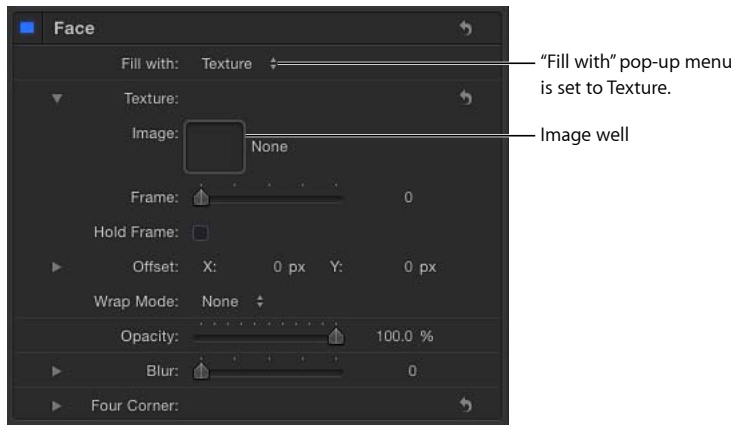 Face
Fill with: Texture
“Fill with” pop-up menu
is set to Texture.
Texture:
Image: None
Image well
Frame: 0
Hold Frame:
Offset: X: 0 px Y: 0 px
Wrap Mode: None
Opacity: 100.0 %
Blur: 0
Four Corner: